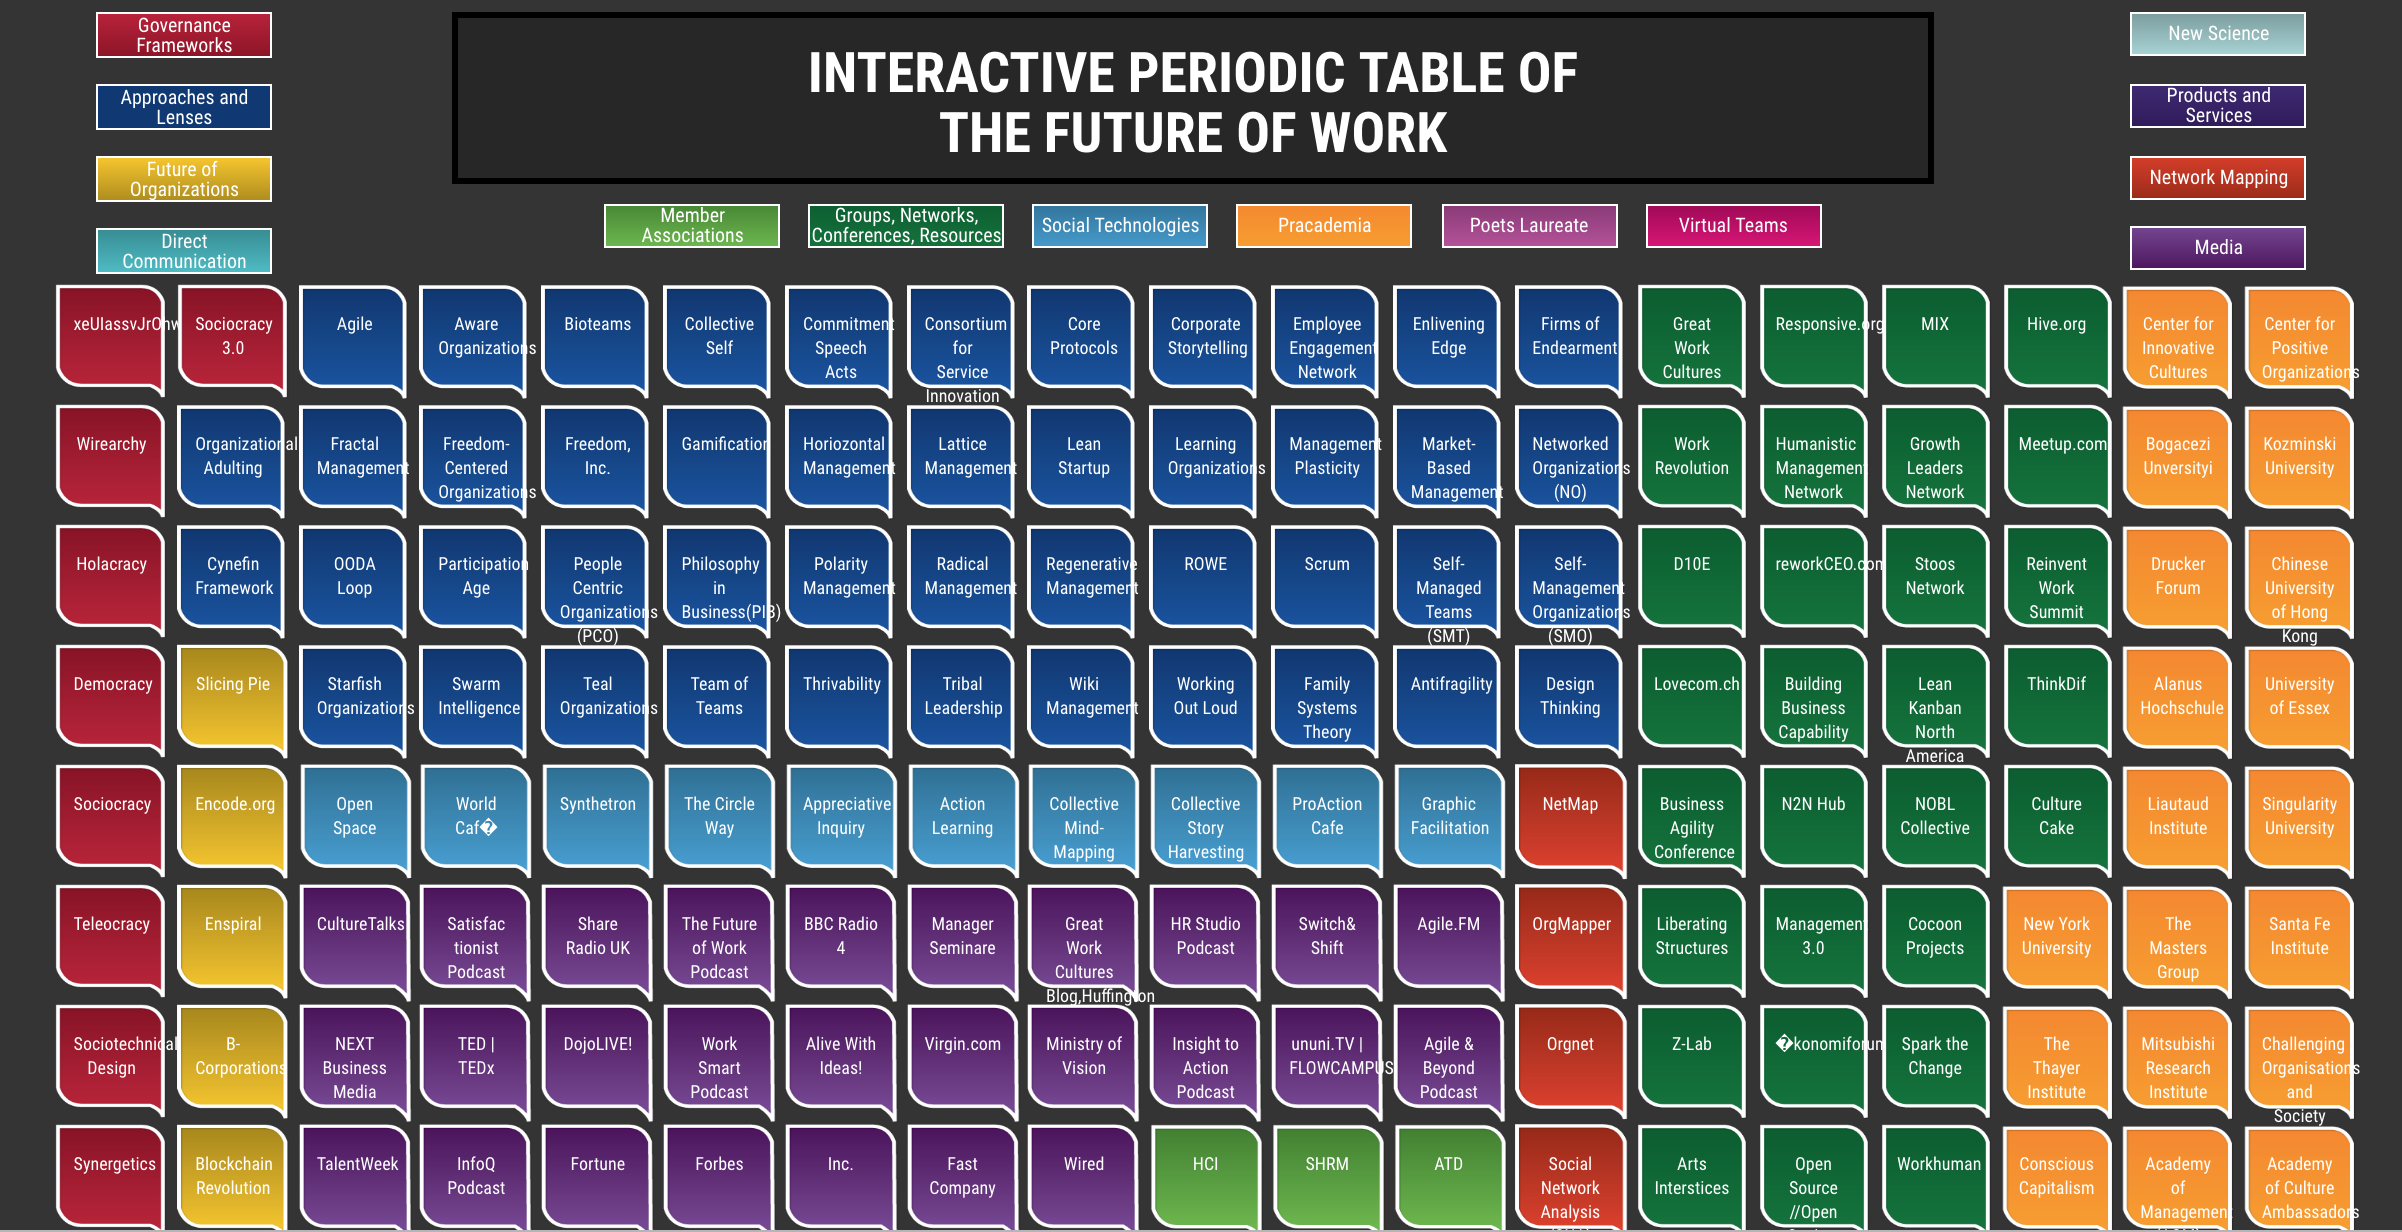 Governance
Frameworks
Approaches and
Lenses
Future of
Organizations
Direct
Communication
INTERACTIVE PERIODIC TABLE OF
THE FUTURE OF WORK
New Science
Products and
Services
Network Mapping
Media
Member
Associations
Groups, Networks,
Conferences, Resources
Social Technologies
Pracademia
Poets Laureate
Virtual Teams
Sociocracy
3.0
Agile
Aware
Organizations
Bioteams
Collective
Self
Commitment
Speech
Acts
Consortium
for
Service
Innovation
Core
Protocols
Corporate
Storytelling
Employee
Engagement
Network
Enlivening
Edge
Firms of
Endearment
Great
Work
Cultures
Responsive.org
MIX
Hive.org
Center for
Innovative
Cultures
Center for
Positive
Organizations
Wirearchy
Organizational
Adulting
Fractal
Management
Freedom-
Centered
Organizations
Freedom,
Inc.
Gamification
Horiozontal
Management
Lattice
Management
Lean
Startup
Learning
Organizations
Management
Plasticity
Market-
Based
Management
Networked
Organizations
(NO)
Work
Revolution
Humanistic
Management
Network
Growth
Leaders
Network
Meetup.com
Bogacezi
Unversityi
Kozminski
University
Holacracy
Cynefin
Framework
OODA
Loop
Participation
Age
People
Centric
Organizations
(PCO)
Philosophy
in
Business(PIB)
Polarity
Management
Radical
Management
Regenerative
Management
ROWE
Scrum
Self-
Managed
Teams
(SMT)
Self-
Management
Organizations
(SMO)
D10E
reworkCEO.com
Stoos
Network
Reinvent
Work
Summit
Drucker
Forum
Chinese
University
of Hong
Kong
Democracy
Slicing Pie
Starfish
Organizations
Swarm
Intelligence
Teal
Organizations
Team of
Teams
Thrivability
Tribal
Leadership
Wiki
Management
Working
Out Loud
Family
Systems
Theory
Antifragility
Design
Thinking
Lovecom.ch
Building
Business
Capability
Lean
Kanban
North
America
ThinkDif
Alanus
Hochschule
University
of Essex
Sociocracy
Encode.org
Open
Space
World
Caf�
Synthetron
The Circle
Way
Appreciative
Inquiry
Action
Learning
Collective
Mind-
Mapping
Collective
Story
Harvesting
ProAction
Cafe
Graphic
Facilitation
NetMap
Business
Agility
Conference
N2N Hub
NOBL
Collective
Culture
Cake
Liautaud
Institute
Singularity
University
Teleocracy
Enspiral
CultureTalks
Satisfac
tionist
Podcast
Share
Radio UK
The Future
of Work
Podcast
BBC Radio
4
Manager
Seminare
Great
Work
Cultures
Blog,Huffington
HR Studio
Podcast
Switch&
Shift
Agile.FM
OrgMapper
Liberating
Structures
Management
3.0
Cocoon
Projects
New York
University
The
Masters
Group
Santa Fe
Institute
Sociotechnical
Design
B-
Corporations
NEXT
Business
Media
TED |
TEDx
DojoLIVE!
Work
Smart
Podcast
Alive With
Ideas!
Virgin.com
Ministry of
Vision
Insight to
Action
Podcast
ununi.TV |
FLOWCAMPUS
Agile &
Beyond
Podcast
Orgnet
Z-Lab
�konomiforum
Spark the
Change
The
Thayer
Institute
Mitsubishi
Research
Institute
Challenging
Organisations
and
Society
Synergetics
Blockchain
Revolution
TalentWeek
InfoQ
Podcast
Fortune
Forbes
Inc.
Fast
Company
Wired
HCI
SHRM
ATD
Social
Network
Analysis
Arts
Interstices
Open
Source
//Open
Workhuman
Conscious
Capitalism
Academy
of
Management
Academy
of Culture
Ambassadors